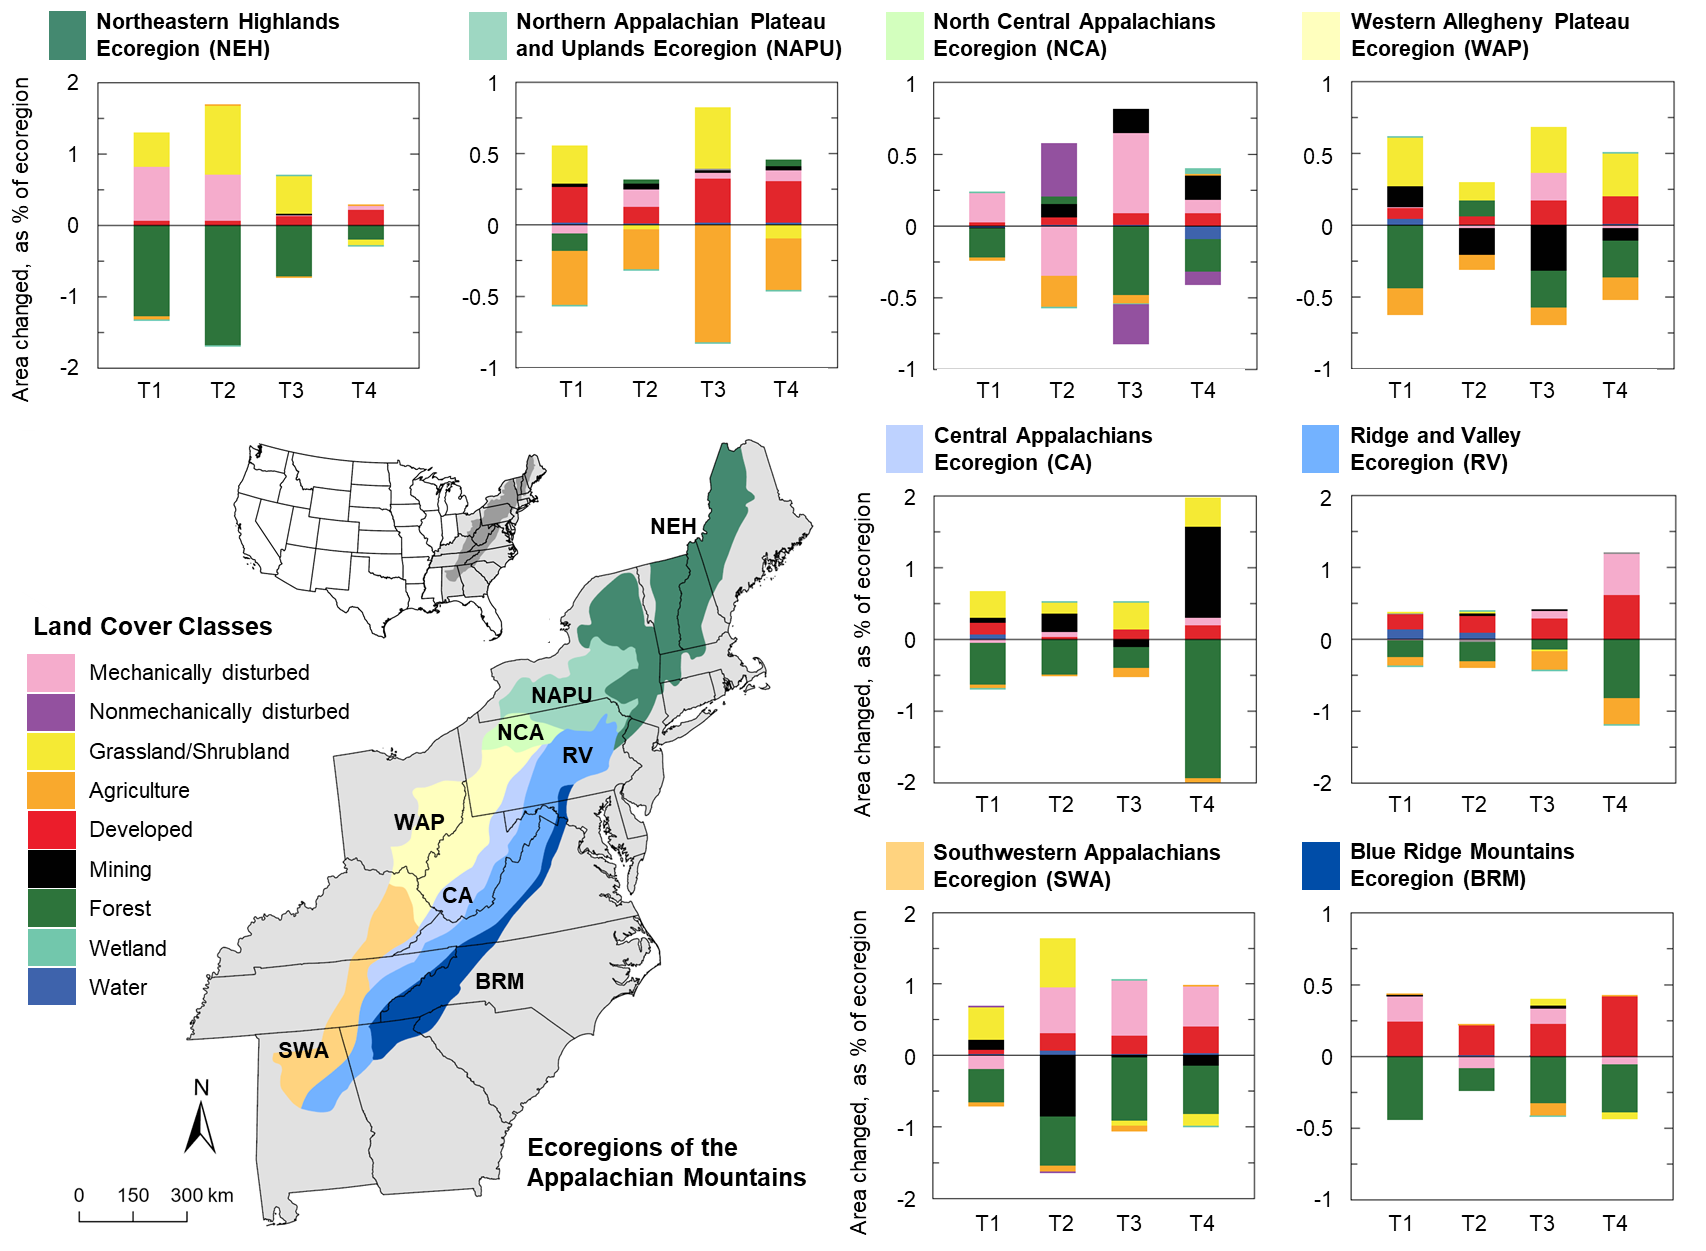 Northeastern Highlands
Ecoregion (NEH)
Northern Appalachian Plateau
and Uplands Ecoregion (NAPU)
North Central Appalachians
Ecoregion (NCA)
Western Allegheny Plateau
Ecoregion (WAP)
Area changed, as % of ecoregion
2
1
0
-1
-2
T1 T2 T3 T4
1
0.5
0
-0.5
-1
T1 T2 T3 T4
1
0.5
0
-0.5
-1
T1 T2 T3 T4
1
0.5
0
-0.5
-1
T1 T2 T3 T4
Central Appalachians
Ecoregion (CA)
Ridge and Valley
Ecoregion (RV)
Area changed, as % of ecoregion
2
1
0
-1
-2
T1 T2 T3 T4
2
1
0
-1
-2
T1 T2 T3 T4
NEH
NAPU
NCA
RV
WAP
CA
BRM
SWA
Land Cover Classes
Mechanically disturbed
Nonmechanically disturbed
Grassland/Shrubland
Agriculture
Developed
Mining
Forest
Wetland
Water
N
0 150 300 km
Ecoregions of the
Appalachian Mountains
Southwestern Appalachians
Ecoregion (SWA)
Blue Ridge Mountains
Ecoregion (BRM)
Area changed, as % of ecoregion
2
1
0
-1
-2
T1 T2 T3 T4
1
0.5
0
-0.5
-1
T1 T2 T3 T4